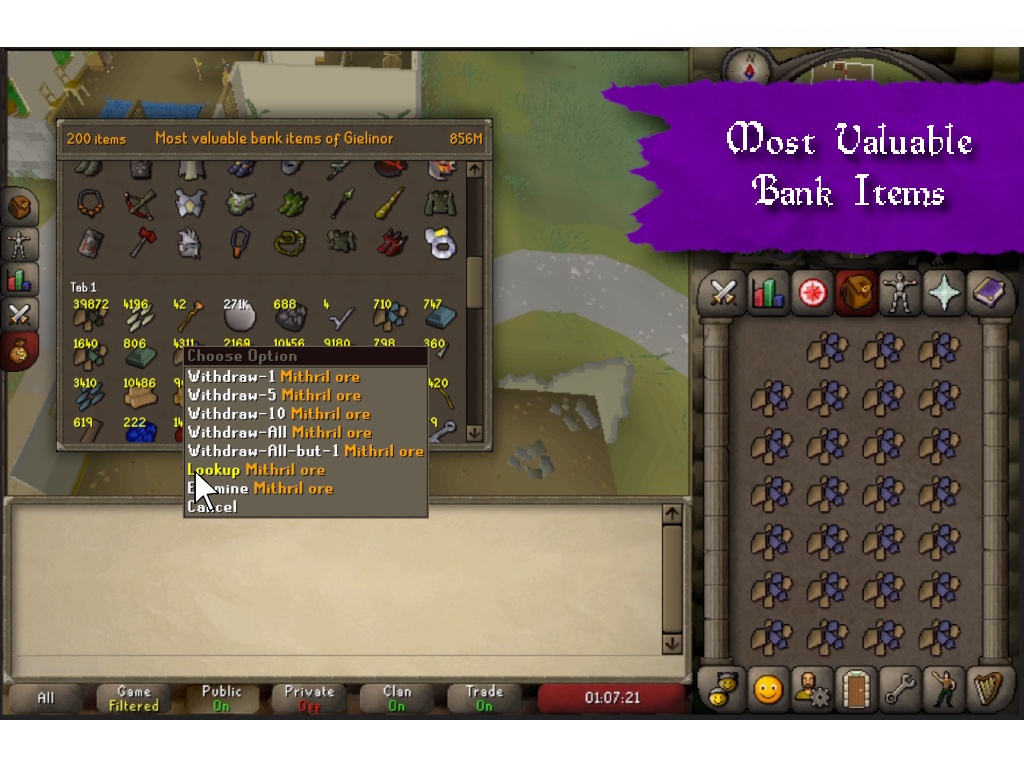 N
Most Valuable
Bank Items
200 items Most valuable bank items of Gielinor 856M
Tab 1
39872 4196 42 271K 688 4 710 747
1640 806 4311 2169 10456 9180 798 360
3410 10486
619 222
Choose Option
Withdraw-1 Mithril ore
Withdraw-5 Mithril ore
Withdraw-10 Mithril ore
Withdraw-All Mithril ore
Withdraw-All-but-1 Mithril ore
Lookup Mithril ore
Examine Mithril ore
Cancel
All Game Public Private Clan Trade 01:07:21
Filtered On Off On On